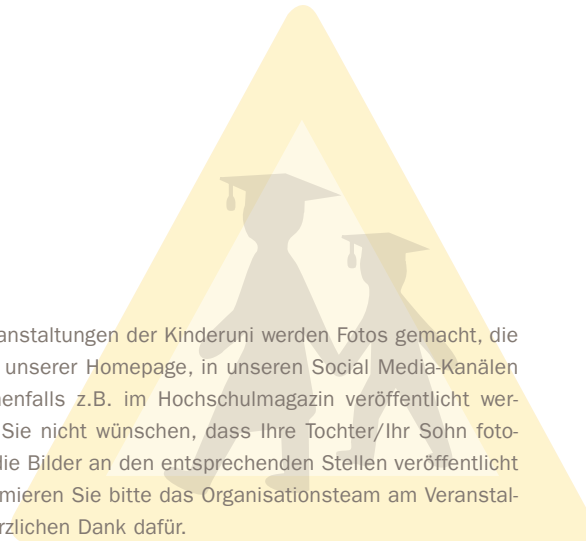 anstaltungen der Kinderuni werden Fotos gemacht, die
unserer Homepage, in unseren Social Media-Kanälen
enfalls z.B. im Hochschulmagazin veröffentlicht wer-
Sie nicht wünschen, dass Ihre Tochter/Ihr Sohn foto-
die Bilder an den entsprechenden Stellen veröffentlicht
mieren Sie bitte das Organisationsteam am Veranstal-
rzlichen Dank dafür.